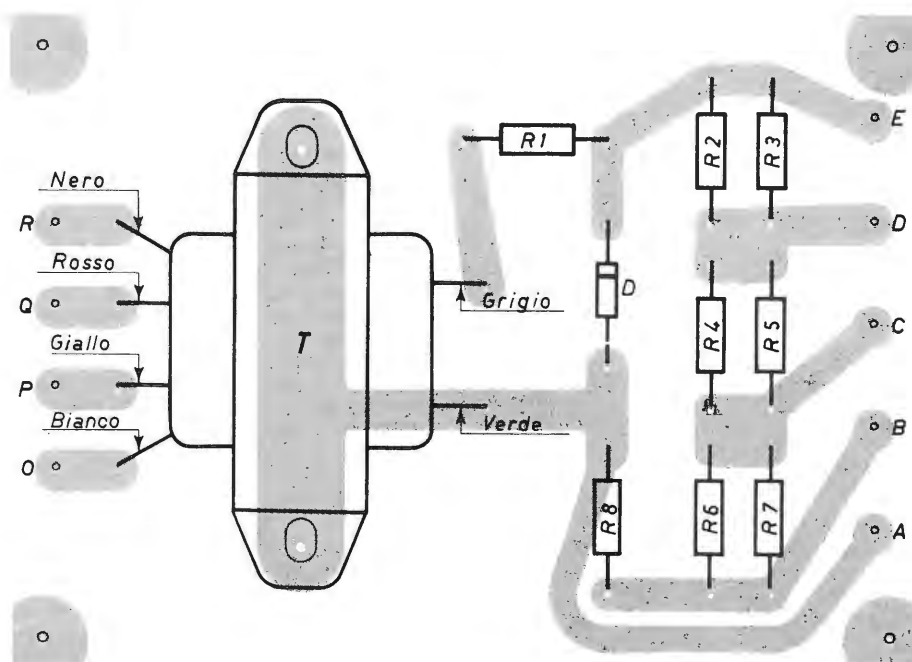 E
R1
R2
R3
Nero
R
D
Rosso
Q
D
Grigio
Giallo
T
R4
R5
C
P
Bianco
Verde
B
O
R8
R6
R7
A